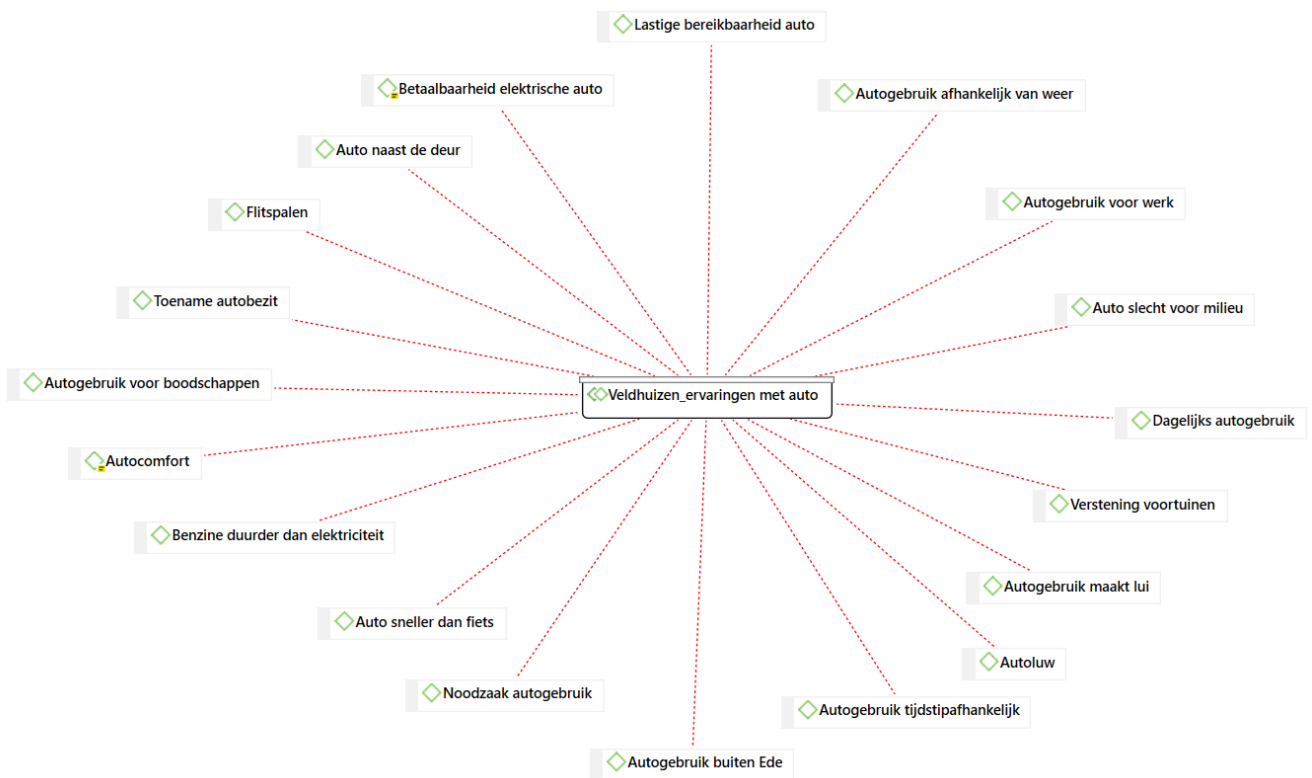 Lastige bereikbaarheid auto
Betaalbaarheid elektrische auto
Autogebruik afhankelijk van weer
Auto naast de deur
Autogebruik voor werk
Flitspalen
Toename autobezit
Auto slecht voor milieu
Autogebruik voor boodschappen
Veldhuizen_ervaringen met auto
Dagelijks autogebruik
Autocomfort
Verstening voortuinen
Benzine duurder dan elektriciteit
Autogebruik maakt lui
Auto sneller dan fiets
Autoluw
Noodzaak autogebruik
Autogebruik tijdstipafhankelijk
Autogebruik buiten Ede